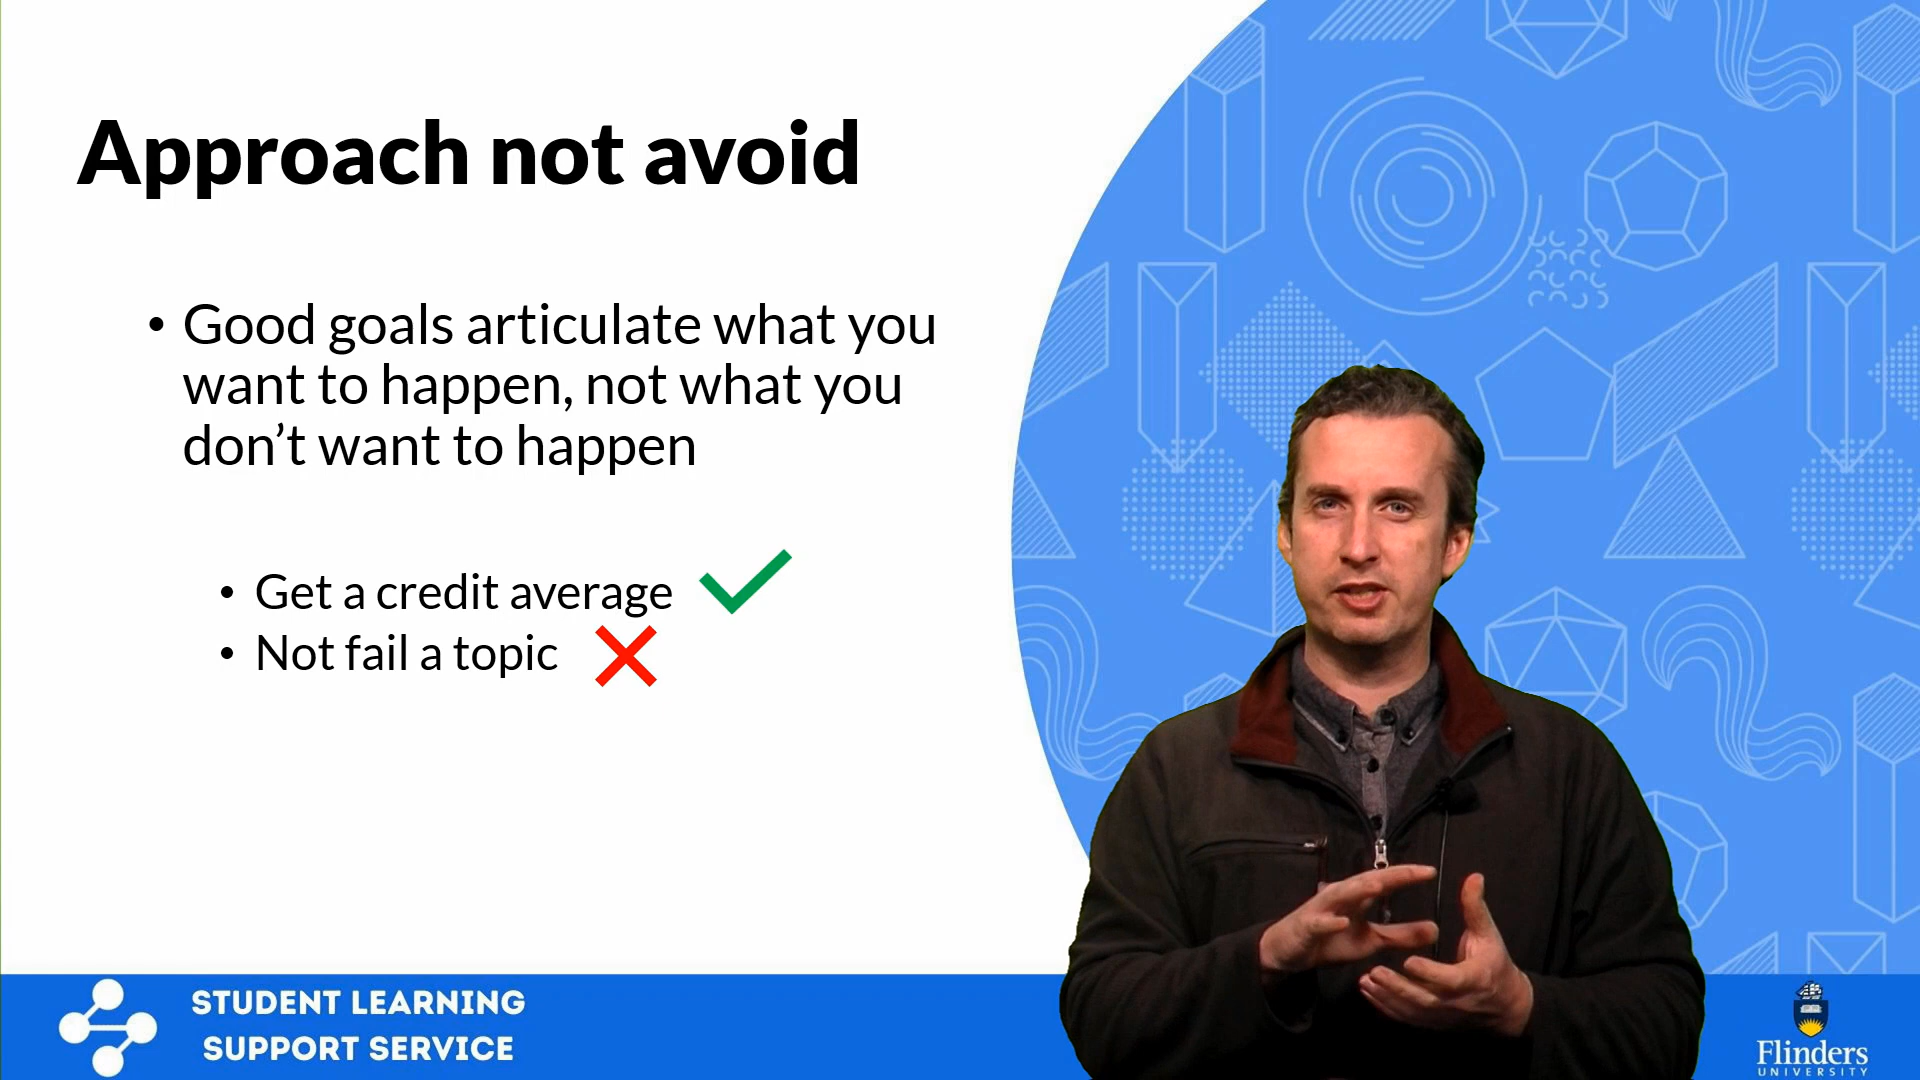 Approach not avoid
• Good goals articulate what you
want to happen, not what you
don’t want to happen
• Get a credit average
• Not fail a topic
STUDENT LEARNING
SUPPORT SERVICE
Flinders
UNIVERSITY